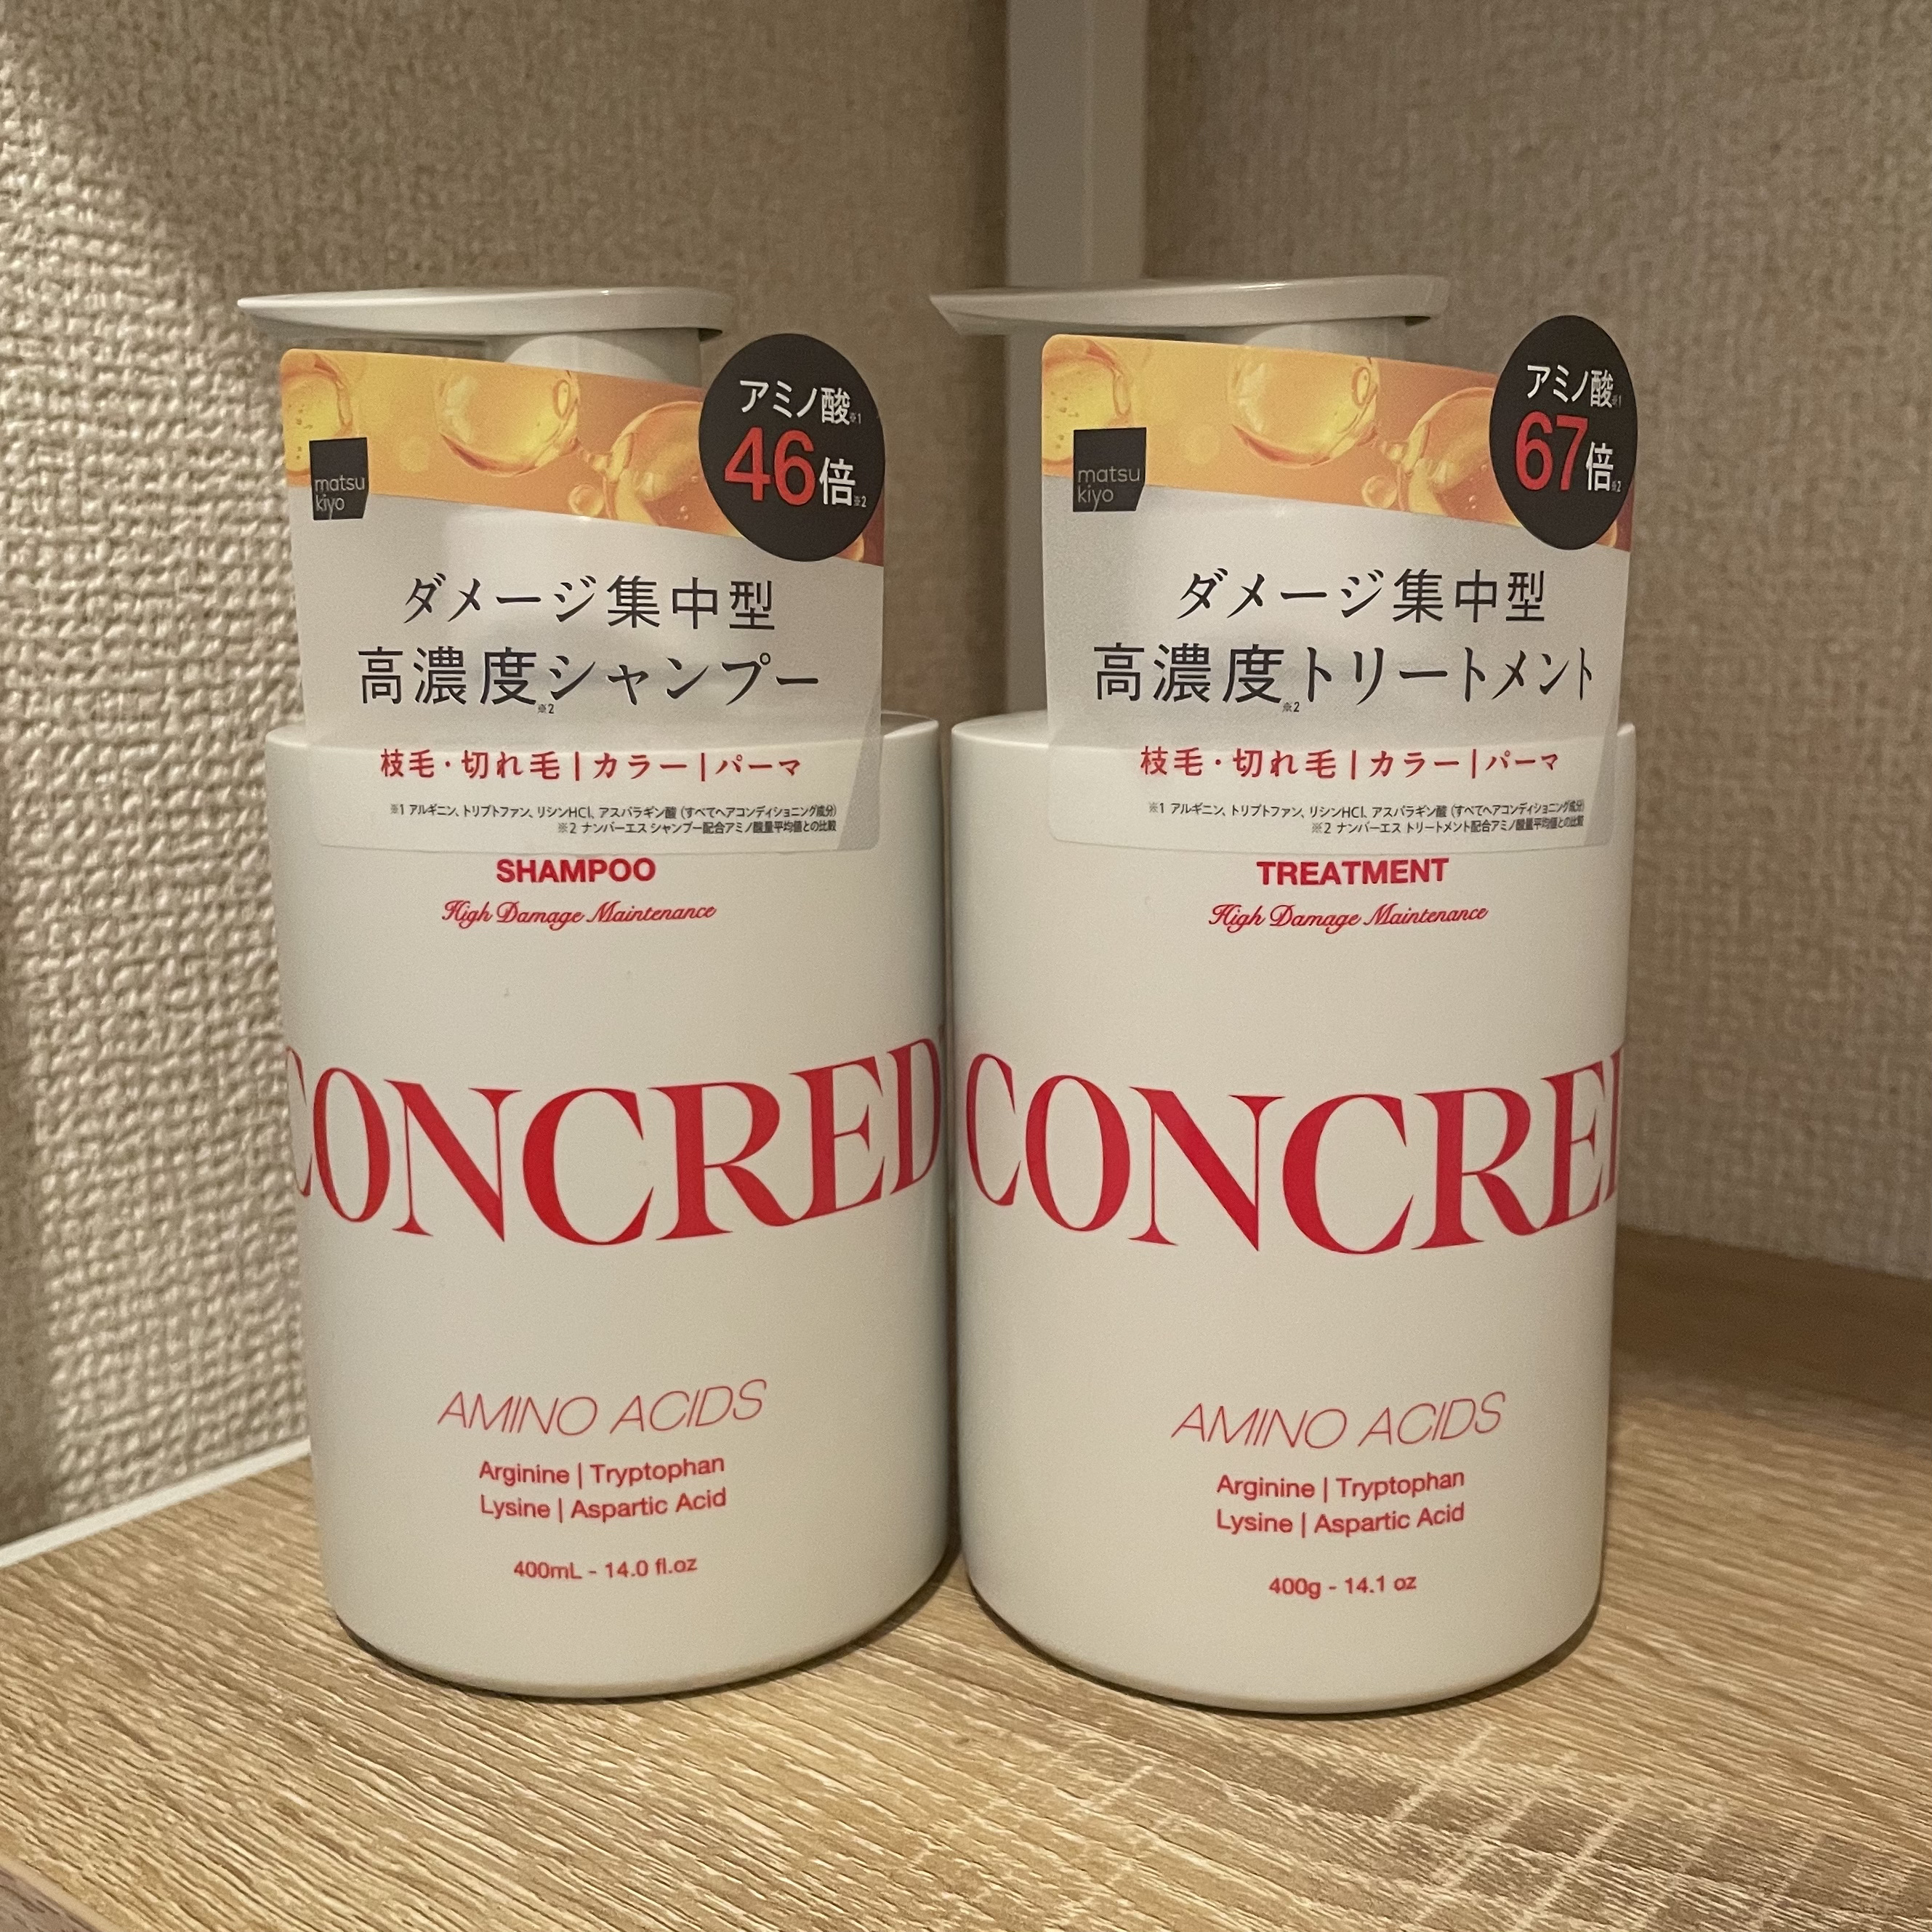 アミノ酸※1
46倍※2
matsu
kiyo
ダメージ集中型
高濃度※2シャンプー
枝毛・切れ毛|カラー|パーマ
※1 アルギニン、トリプトファン、リシンHCl、アスパラギン酸 (すべてヘアコンディショニング成分)
※2 ナンバーエス シャンプー配合アミノ酸量平均値との比較
SHAMPOO
High Damage Maintenance
CONCRED
AMINO ACIDS
Arginine | Tryptophan
Lysine | Aspartic Acid
400mL - 14.0 fl.oz
アミノ酸※1
67倍※2
matsu
kiyo
ダメージ集中型
高濃度※2トリートメント
枝毛・切れ毛|カラー|パーマ
※1 アルギニン、トリプトファン、リシンHCl、アスパラギン酸 (すべてヘアコンディショニング成分)
※2 ナンバーエス トリートメント配合アミノ酸量平均値との比較
TREATMENT
High Damage Maintenance
CONCRED
AMINO ACIDS
Arginine | Tryptophan
Lysine | Aspartic Acid
400g - 14.1 oz